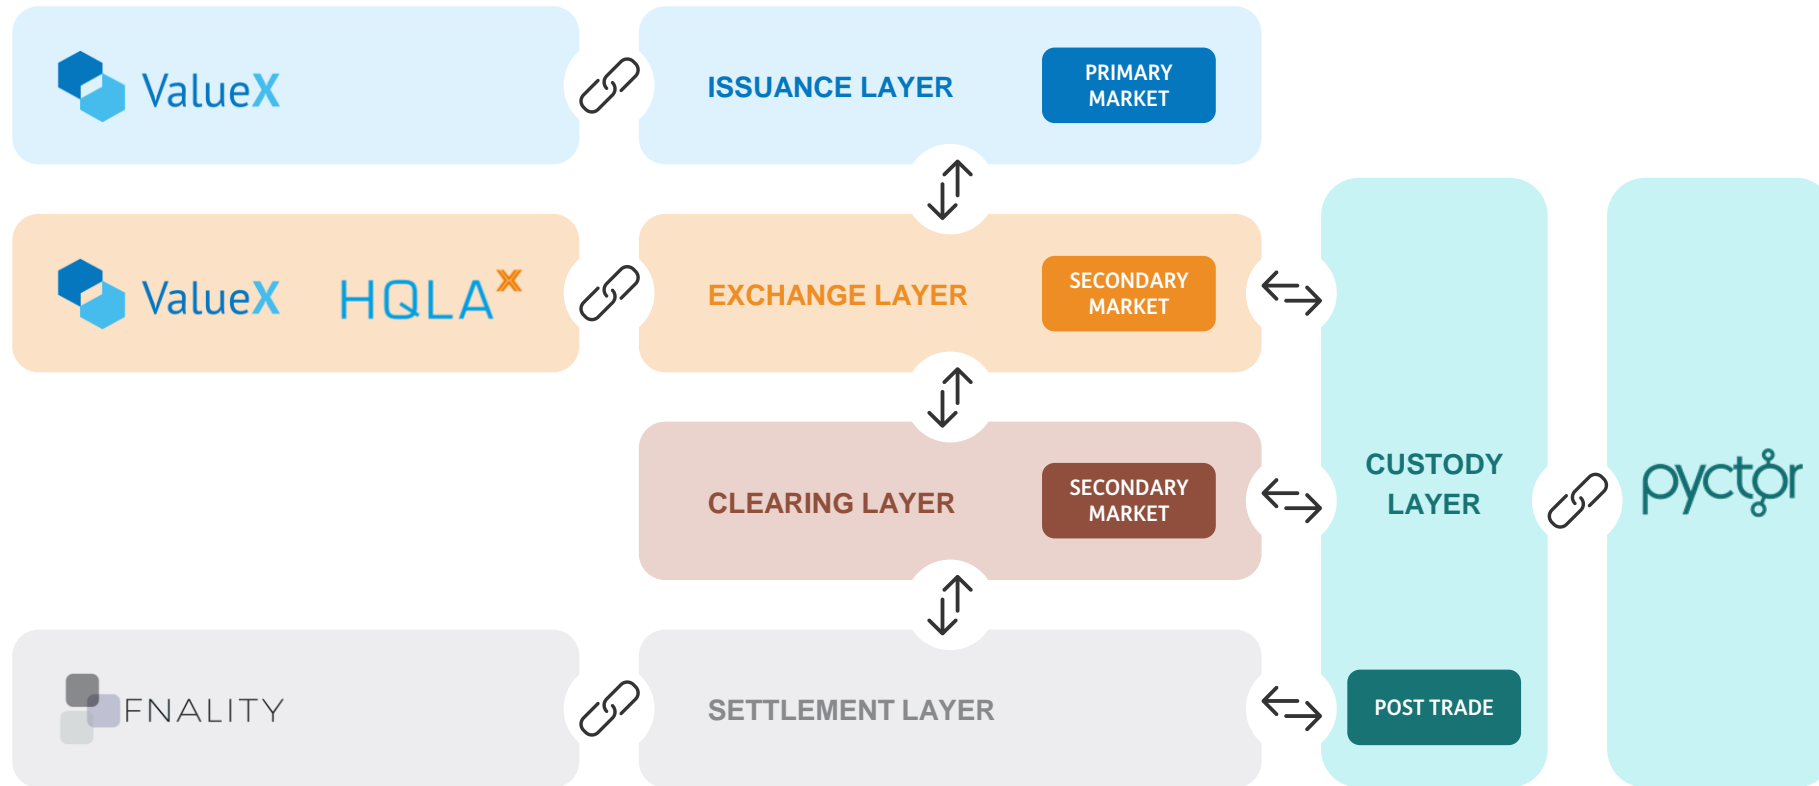 ValueX
ISSUANCE LAYER
PRIMARY
MARKET
ValueX
HQLAX
EXCHANGE LAYER
SECONDARY
MARKET
CLEARING LAYER
SECONDARY
MARKET
CUSTODY
LAYER
pyctor
FNALITY
SETTLEMENT LAYER
POST TRADE